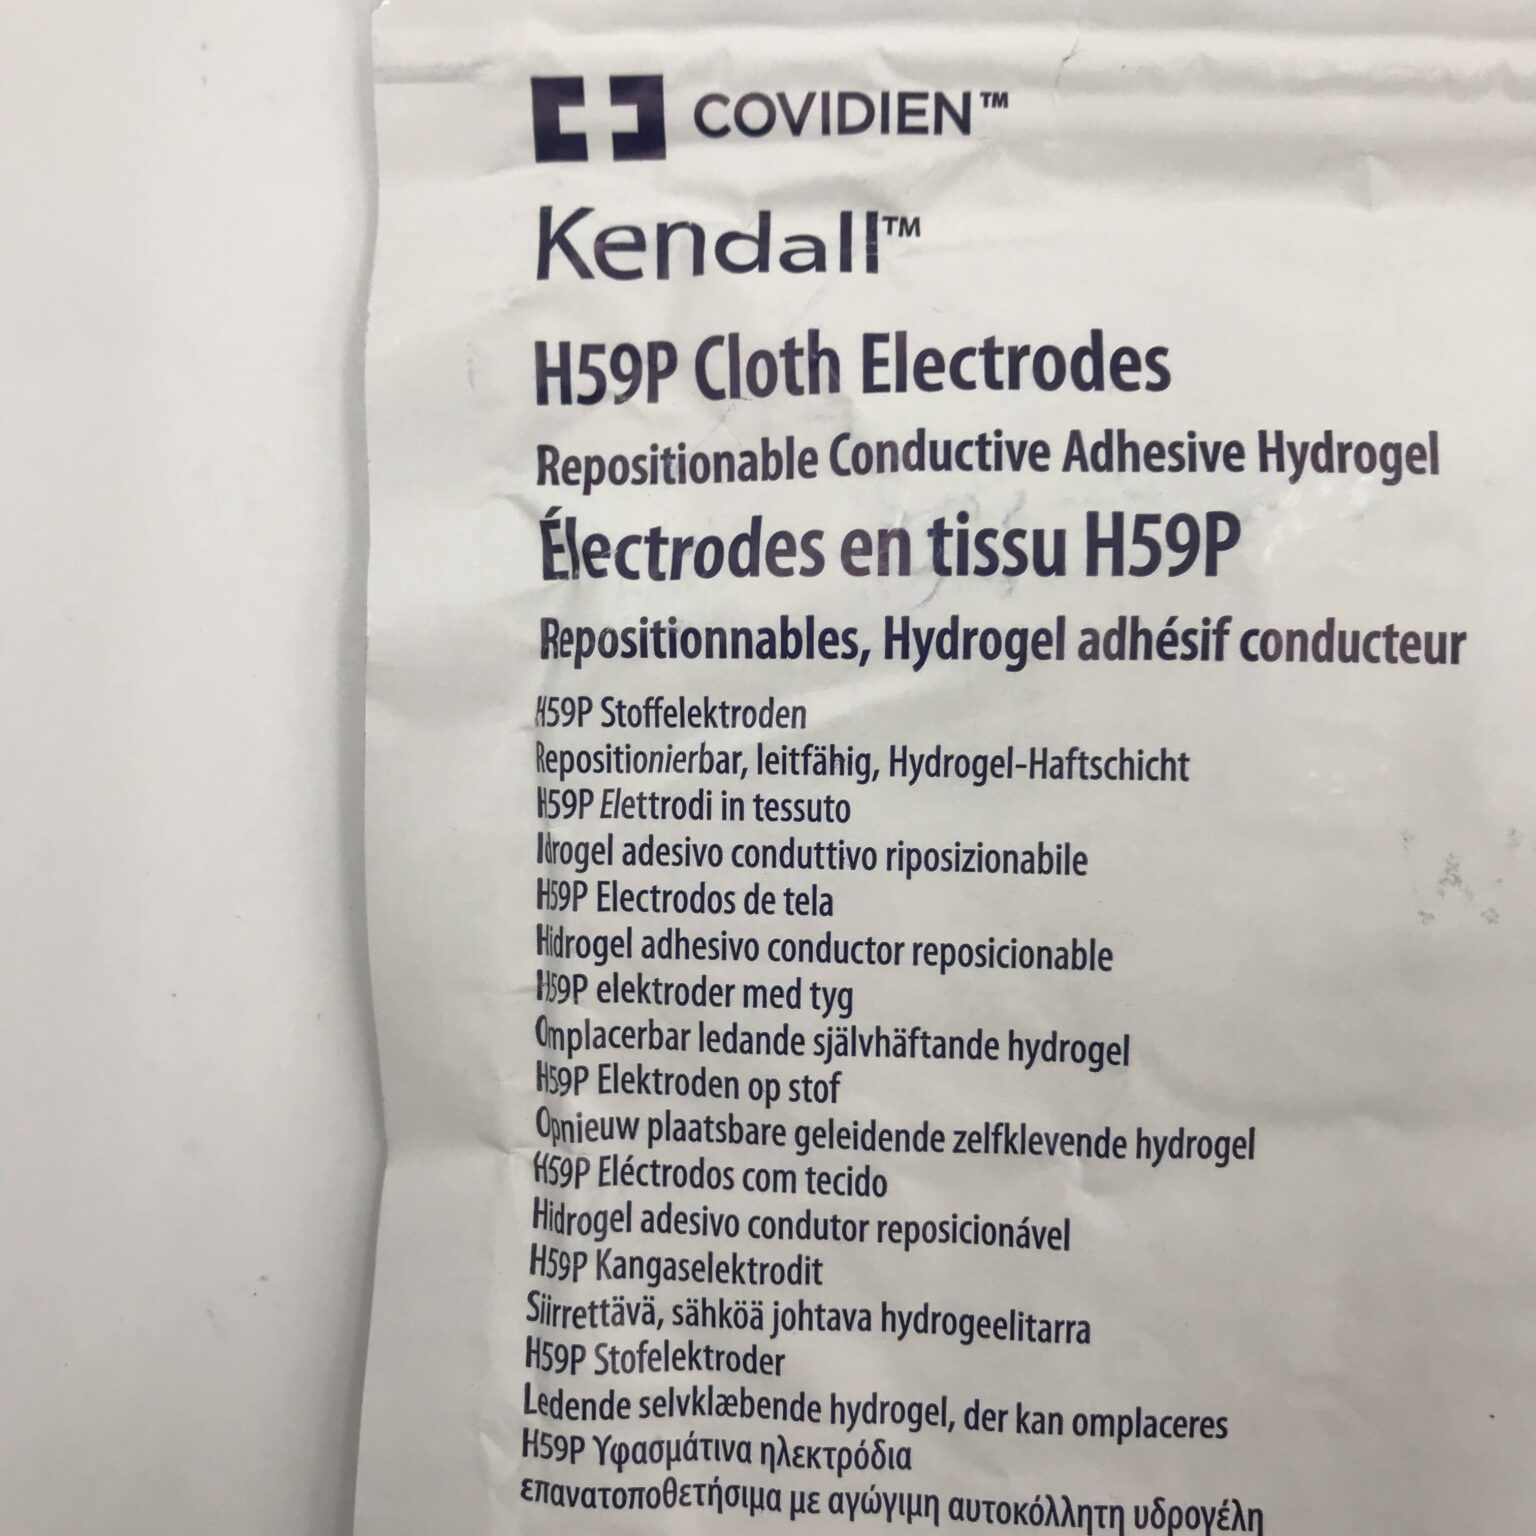 COVIDIEN™
Kendall™
H59P Cloth Electrodes
Repositionable Conductive Adhesive Hydrogel
Électrodes en tissu H59P
Repositionnables, Hydrogel adhésif conducteur
H59P Stoffelektroden
Repositionierbar, leitfähig, Hydrogel-Haftschicht
H59P Elettrodi in tessuto
Idrogel adesivo conduttivo riposizionabile
H59P Electrodos de tela
Hidrogel adhesivo conductor reposicionable
H59P elektroder med tyg
Omplacerbar ledande självhäftande hydrogel
H59P Elektroden op stof
Opnieuw plaatsbare geleidende zelfklevende hydrogel
H59P Eléctrodos com tecido
Hidrogel adesivo condutor reposicionável
H59P Kangaselektrodit
Siirrettävä, sähköä johtava hydrogeelitarra
H59P Stofelektroder
Ledende selvklæbende hydrogel, der kan omplaceres
H59P Υφασμάτινα ηλεκτρόδια
επανατοποθετήσιμα με αγώγιμη αυτοκόλλητη υδρογέλη